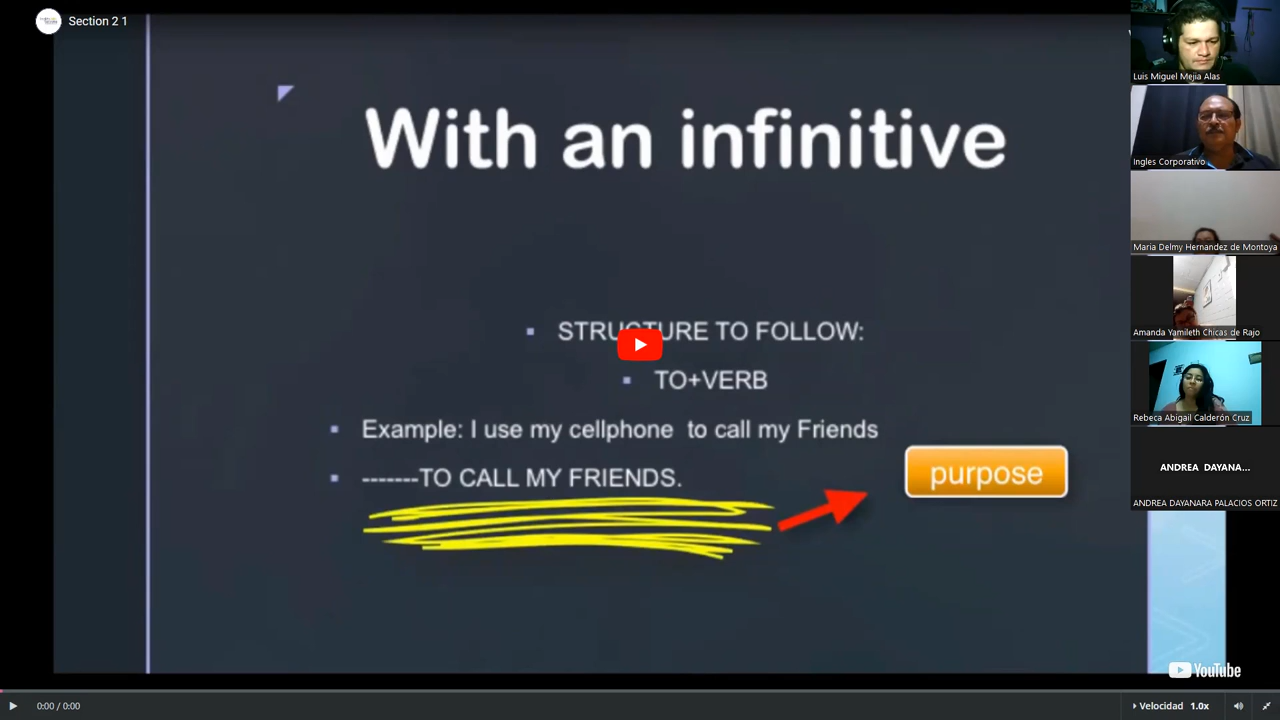 Section 2 1
With an infinitive
STRUCTURE TO FOLLOW:
TO+VERB
Example: I use my cellphone to call my Friends
-------TO CALL MY FRIENDS.
purpose
Luis Miguel Mejia Alas
Ingles Corporativo
Maria Delmy Hernandez de Montoya
Amanda Yamileth Chicas de Rajo
Rebeca Abigail Calderón Cruz
ANDREA DAYANA...
ANDREA DAYANARA PALACIOS ORTIZ
YouTube
0:00 / 0:00
Velocidad 1.0x